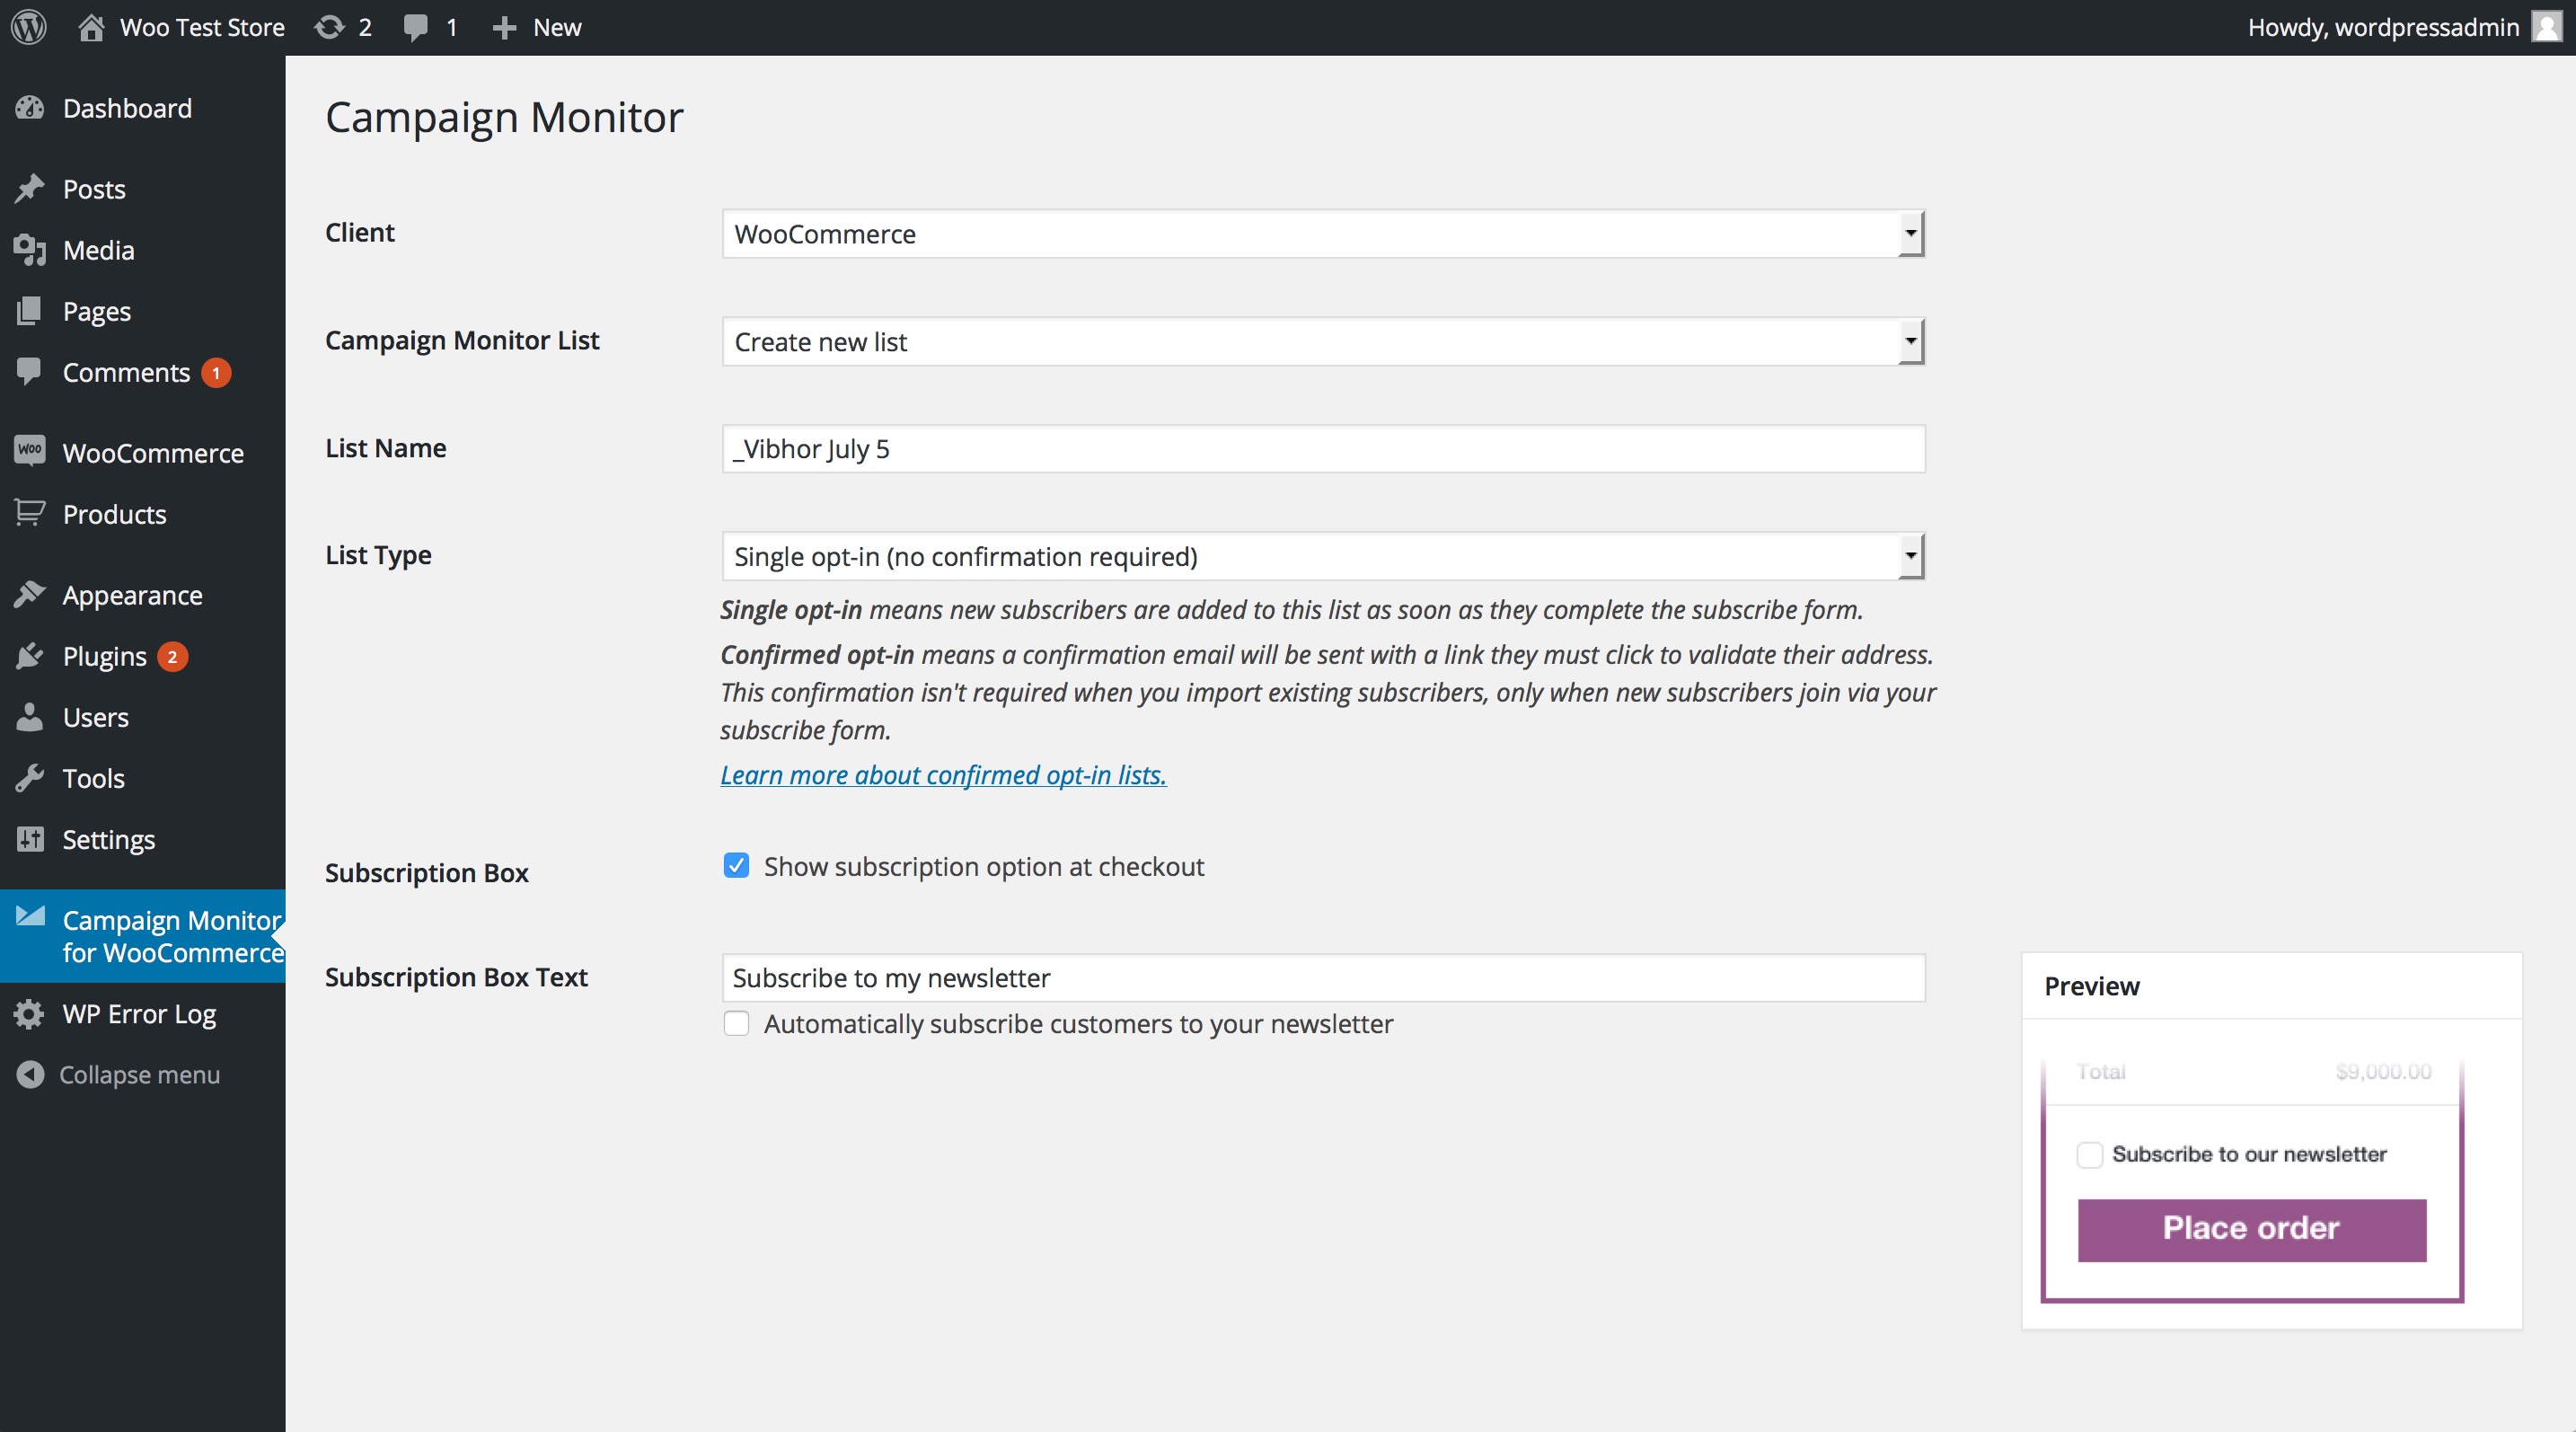 Woo Test Store 2 1 New Howdy, wordpressadmin
Dashboard
Posts
Media
Pages
Comments 1
WOO WooCommerce
Products
Appearance
Plugins 2
Users
Tools
Settings
Campaign Monitor
for WooCommerce
WP Error Log
Collapse menu
Campaign Monitor
Client WooCommerce
Campaign Monitor List Create new list
List Name _Vibhor July 5
List Type Single opt-in (no confirmation required)
Single opt-in means new subscribers are added to this list as soon as they complete the subscribe form.
Confirmed opt-in means a confirmation email will be sent with a link they must click to validate their address.
This confirmation isn't required when you import existing subscribers, only when new subscribers join via your
subscribe form.
Learn more about confirmed opt-in lists.
Subscription Box Show subscription option at checkout
Subscription Box Text Subscribe to my newsletter
Automatically subscribe customers to your newsletter
Preview
Total $9,000.00
Subscribe to our newsletter
Place order